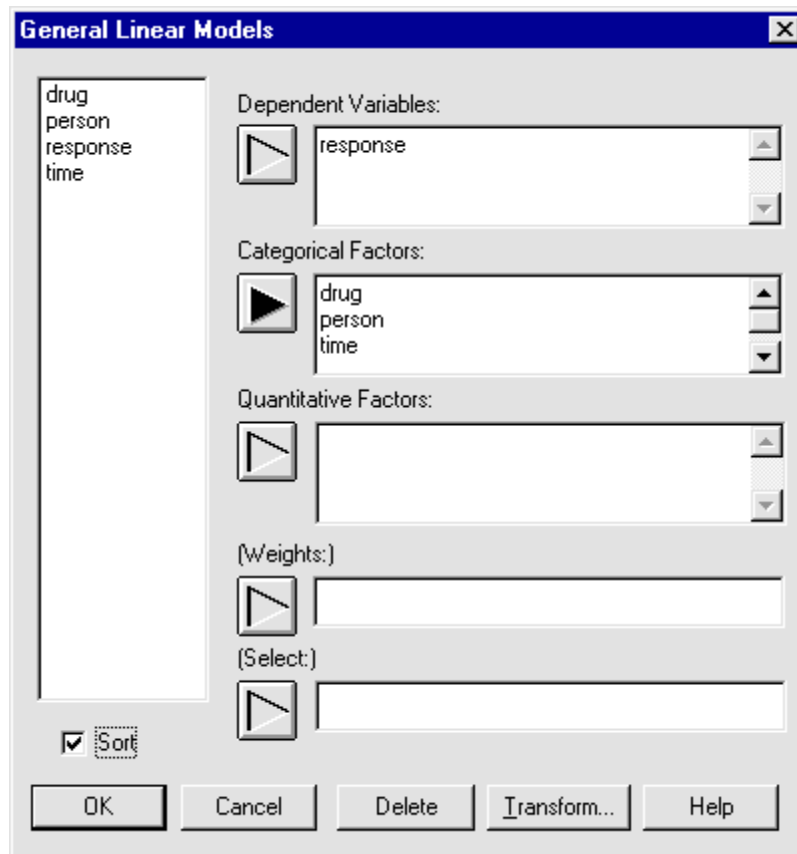 General Linear Models
drug
person
response
time
Sort
Dependent Variables:
response
Categorical Factors:
drug
person
time
Quantitative Factors:
(Weights:)
(Select:)
OK
Cancel
Delete
Transform...
Help